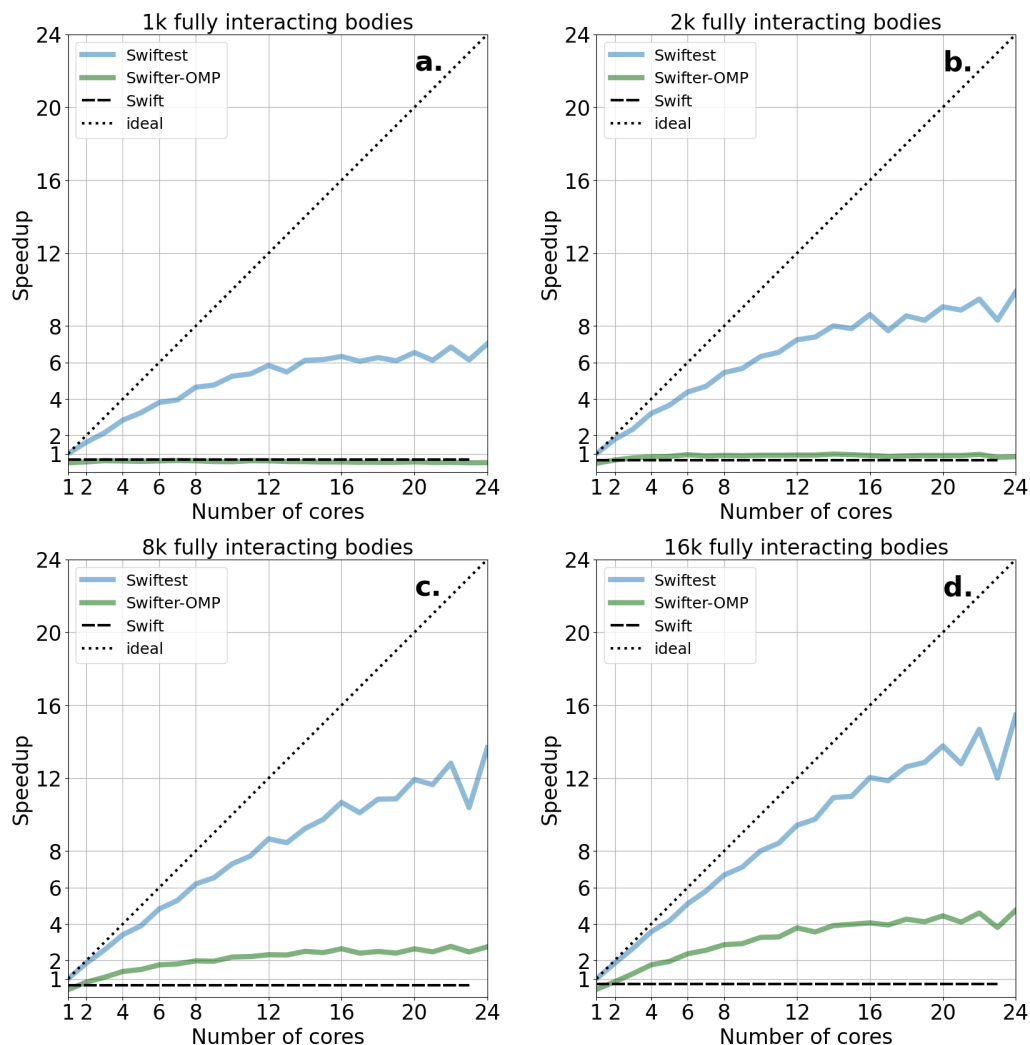 1k fully interacting bodies
a.
Swiftest
Swifter-OMP
Swift
ideal
Speedup
24
20
16
12
8
6
4
2
1
1 2 4 6 8 12 16 20 24
Number of cores
2k fully interacting bodies
b.
Swiftest
Swifter-OMP
Swift
ideal
Speedup
24
20
16
12
8
6
4
2
1
1 2 4 6 8 12 16 20 24
Number of cores
8k fully interacting bodies
c.
Swiftest
Swifter-OMP
Swift
ideal
Speedup
24
20
16
12
8
6
4
2
1
1 2 4 6 8 12 16 20 24
Number of cores
16k fully interacting bodies
d.
Swiftest
Swifter-OMP
Swift
ideal
Speedup
24
20
16
12
8
6
4
2
1
1 2 4 6 8 12 16 20 24
Number of cores